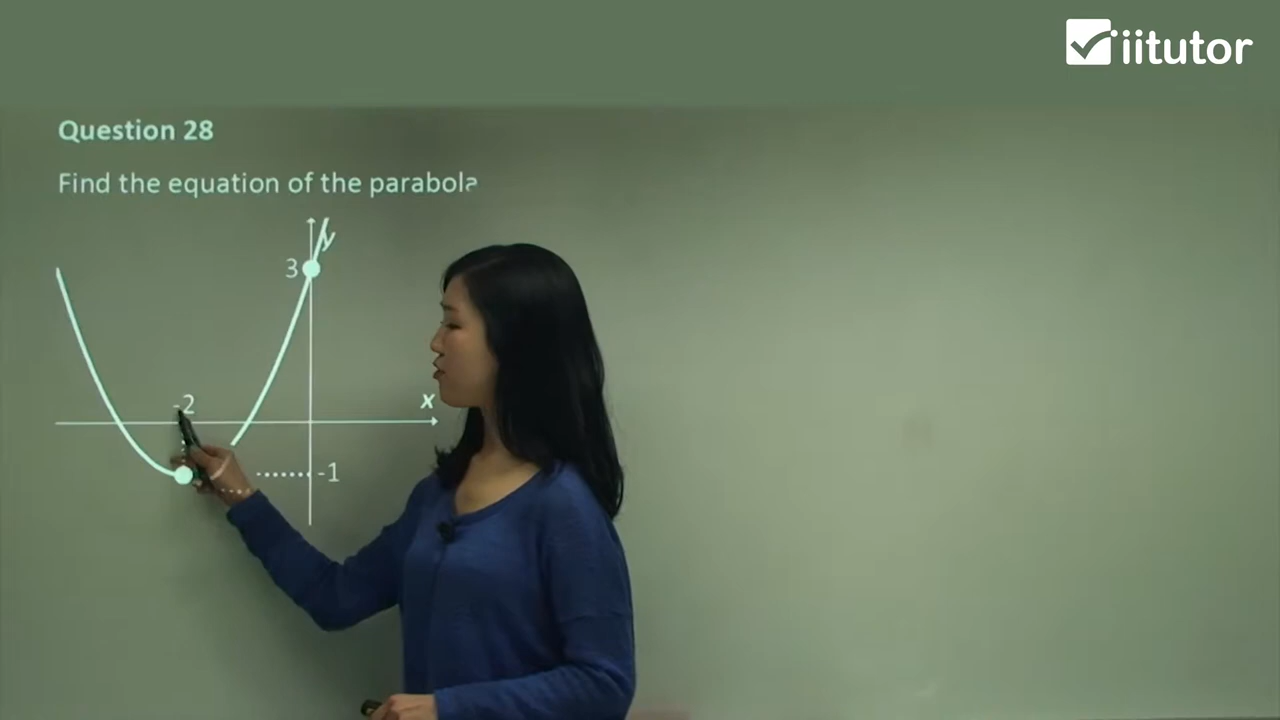 iitutor
Question 28
Find the equation of the parabola
y
3
-2
x
-1